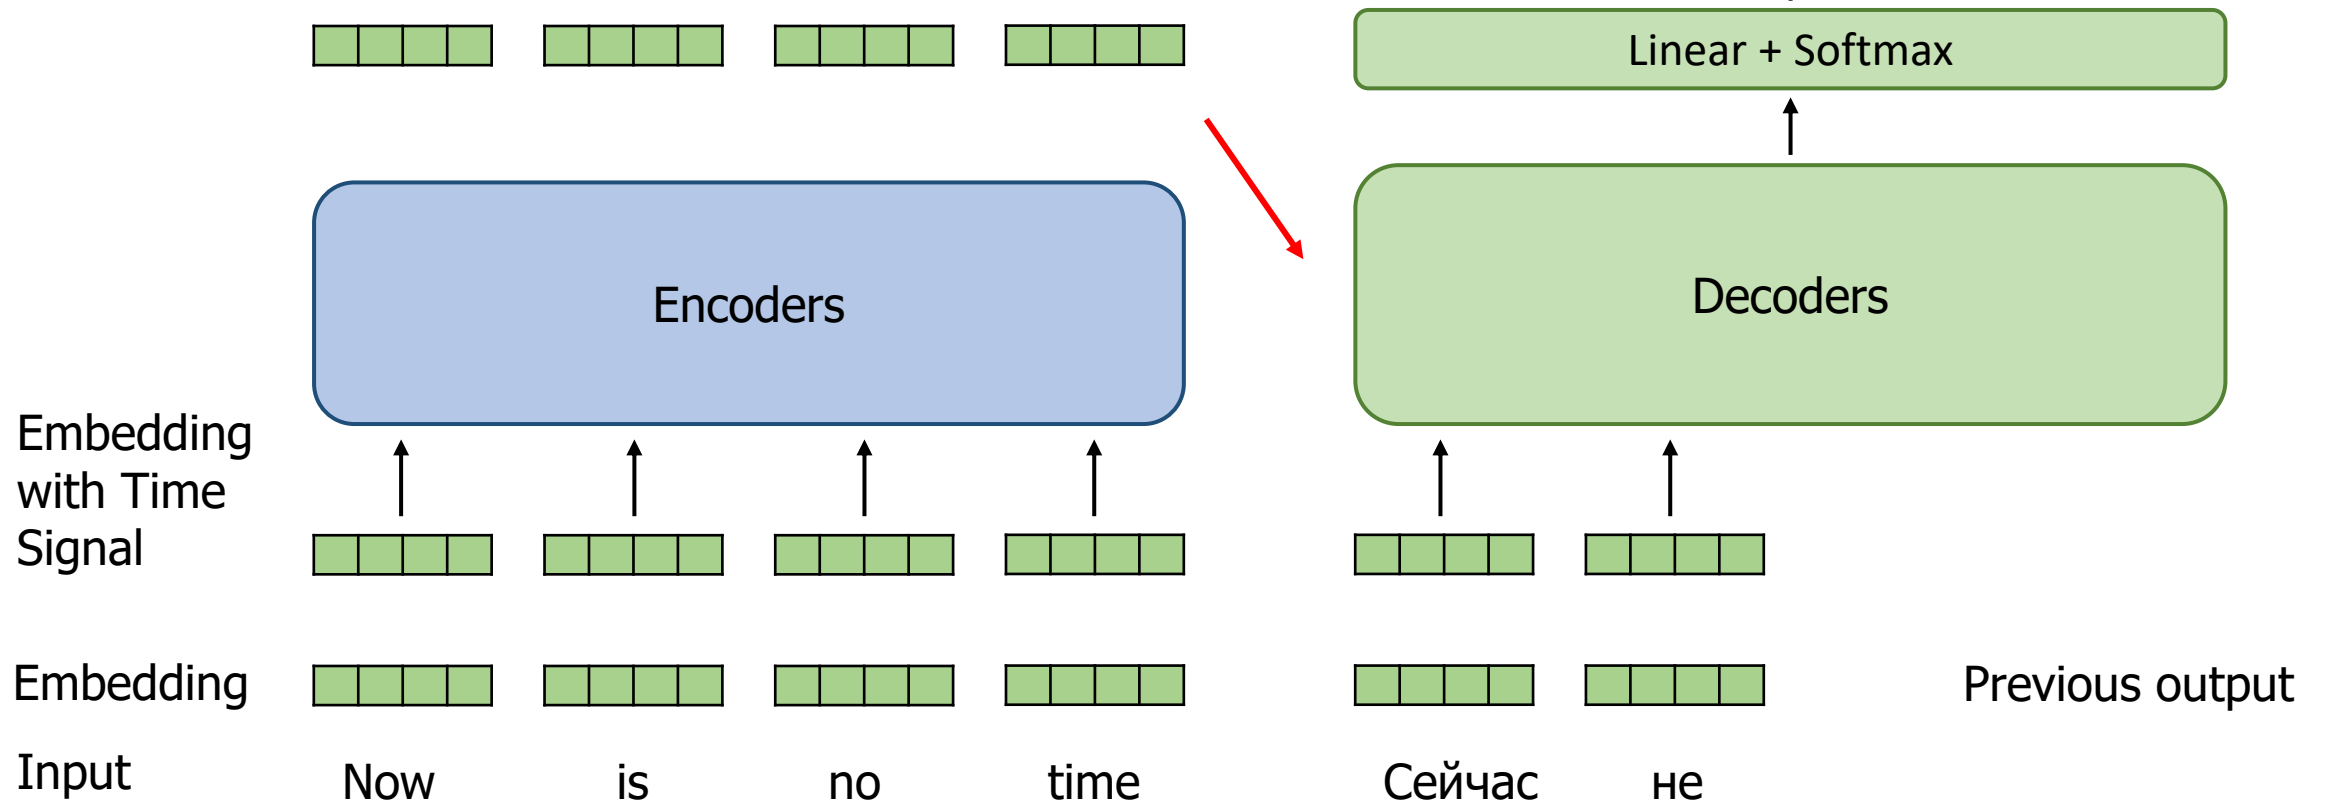 Linear + Softmax
Encoders
Decoders
Embedding
with Time
Signal
Embedding
Previous output
Input
Now
is
no
time
Сейчас
не